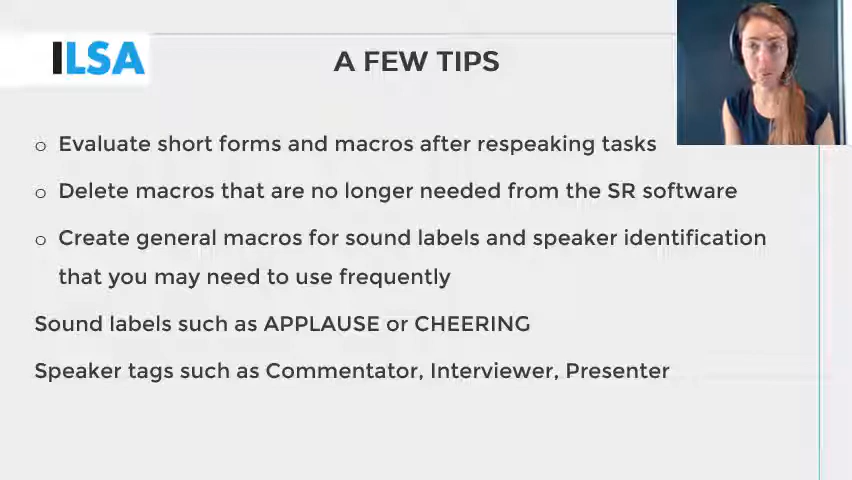 ILSA
A FEW TIPS
o Evaluate short forms and macros after respeaking tasks
o Delete macros that are no longer needed from the SR software
o Create general macros for sound labels and speaker identification
that you may need to use frequently
Sound labels such as APPLAUSE or CHEERING
Speaker tags such as Commentator, Interviewer, Presenter